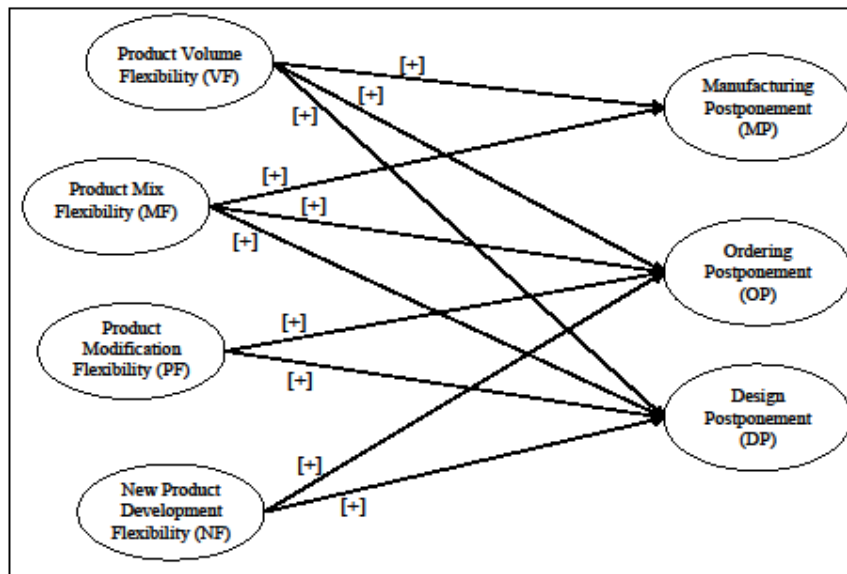 Product Volume
Flexibility (VF)
[+]
[+]
[+]
Manufacturing
Postponement
(MP)
Product Mix
Flexibility (MF)
[+]
[+]
[+]
Ordering
Postponement
(OP)
Product
Modification
Flexibility (PF)
[+]
[+]
Design
Postponement
(DP)
New Product
Development
Flexibility (NF)
[+]
[+]